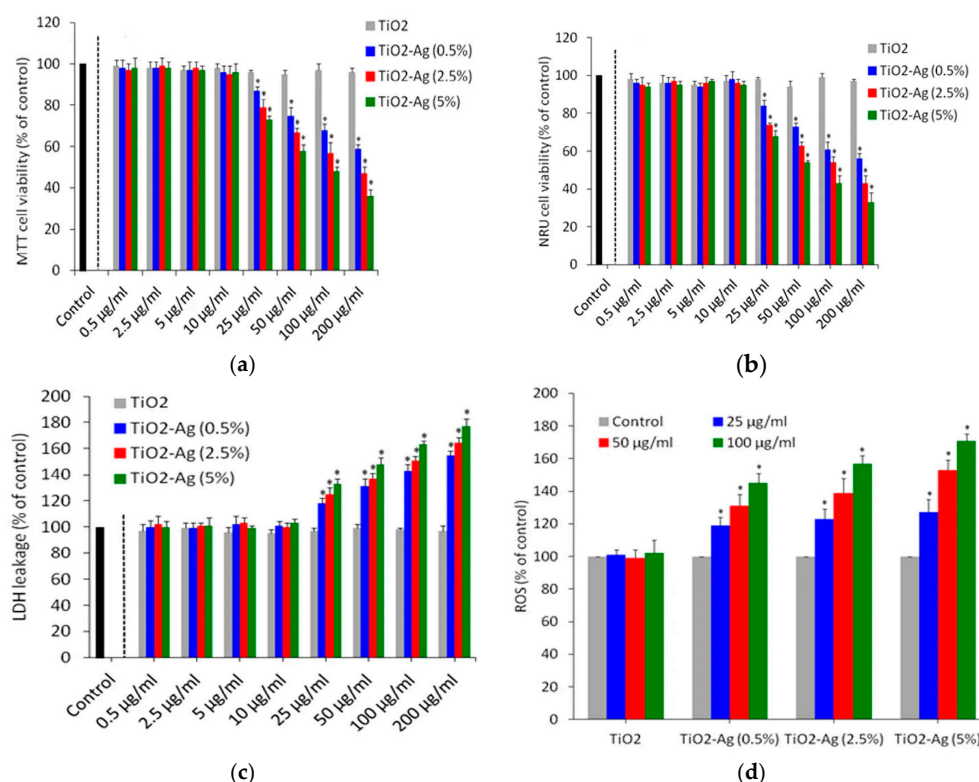 120
100
80
60
40
20
0
MTT cell viability (% of control)
TiO2
TiO2-Ag (0.5%)
TiO2-Ag (2.5%)
TiO2-Ag (5%)
* * * * * * * * * * * *
Control
0.5 µg/ml
2.5 µg/ml
5 µg/ml
10 µg/ml
25 µg/ml
50 µg/ml
100 µg/ml
200 µg/ml
(a)
120
100
80
60
40
20
0
NRU cell viability (% of control)
TiO2
TiO2-Ag (0.5%)
TiO2-Ag (2.5%)
TiO2-Ag (5%)
* * * * * * * * * * * *
Control
0.5 µg/ml
2.5 µg/ml
5 µg/ml
10 µg/ml
25 µg/ml
50 µg/ml
100 µg/ml
200 µg/ml
(b)
200
180
160
140
120
100
80
60
40
20
0
LDH leakage (% of control)
TiO2
TiO2-Ag (0.5%)
TiO2-Ag (2.5%)
TiO2-Ag (5%)
* * * * * * * * * * * *
Control
0.5 µg/ml
2.5 µg/ml
5 µg/ml
10 µg/ml
25 µg/ml
50 µg/ml
100 µg/ml
200 µg/ml
(c)
200
180
160
140
120
100
80
60
40
20
0
ROS (% of control)
Control
25 µg/ml
50 µg/ml
100 µg/ml
* * * * * * * * *
TiO2
TiO2-Ag (0.5%)
TiO2-Ag (2.5%)
TiO2-Ag (5%)
(d)